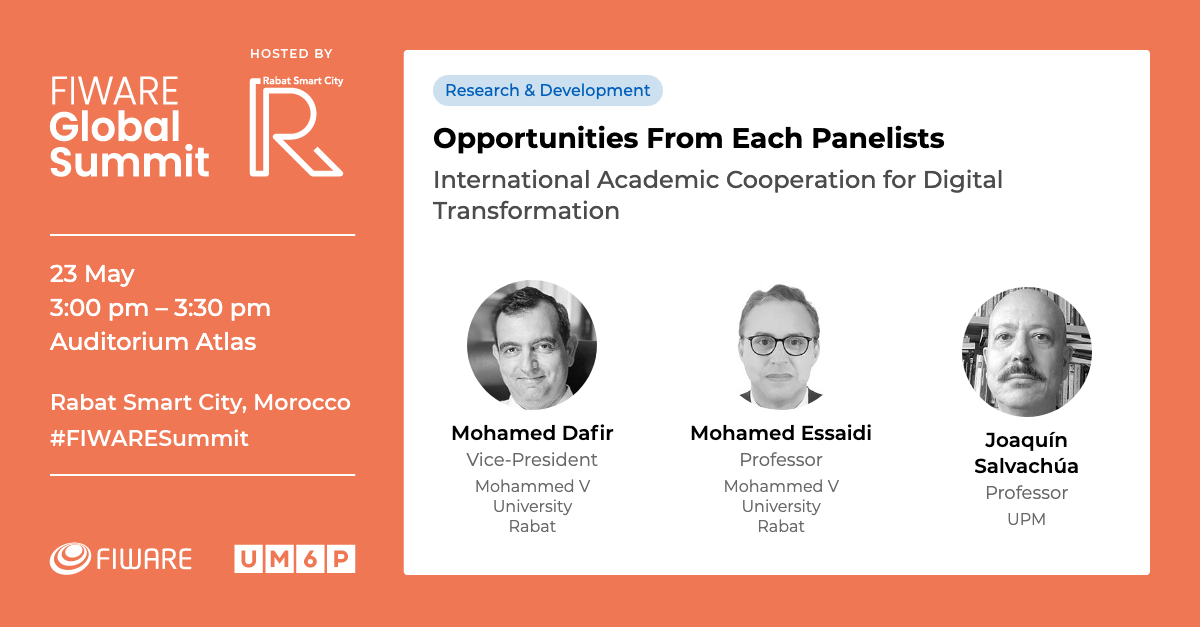 FIWARE
Global
Summit
HOSTED BY
Rabat Smart City
R
23 May
3:00 pm – 3:30 pm
Auditorium Atlas
Rabat Smart City, Morocco
#FIWARESummit
FIWARE
UM6P
Research & Development
Opportunities From Each Panelists
International Academic Cooperation for Digital
Transformation
Mohamed Dafir
Vice-President
Mohammed V
University
Rabat
Mohamed Essaidi
Professor
Mohammed V
University
Rabat
Joaquín
Salvachúa
Professor
UPM